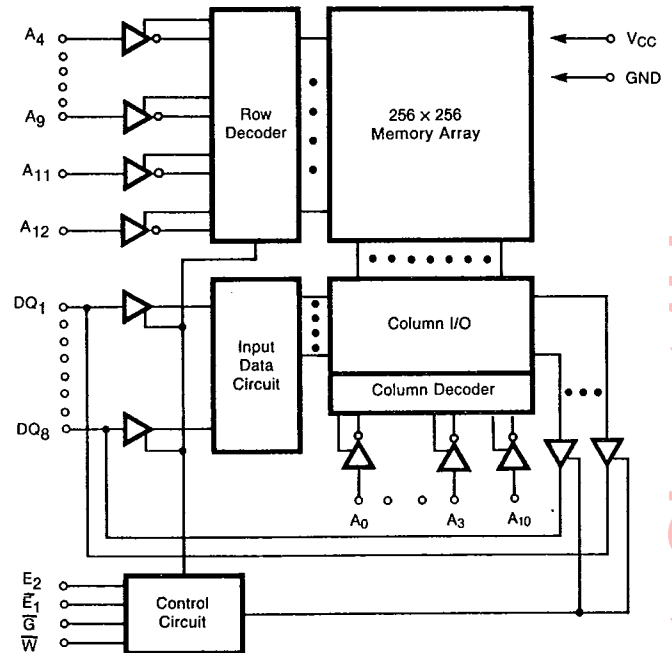 A4
A9
A11
A12
Row
Decoder
256 × 256
Memory Array
VCC
GND
DQ1
DQ8
Input
Data
Circuit
Column I/O
Column Decoder
A0
A3
A10
E2
E̅1
G̅
W̅
Control
Circuit